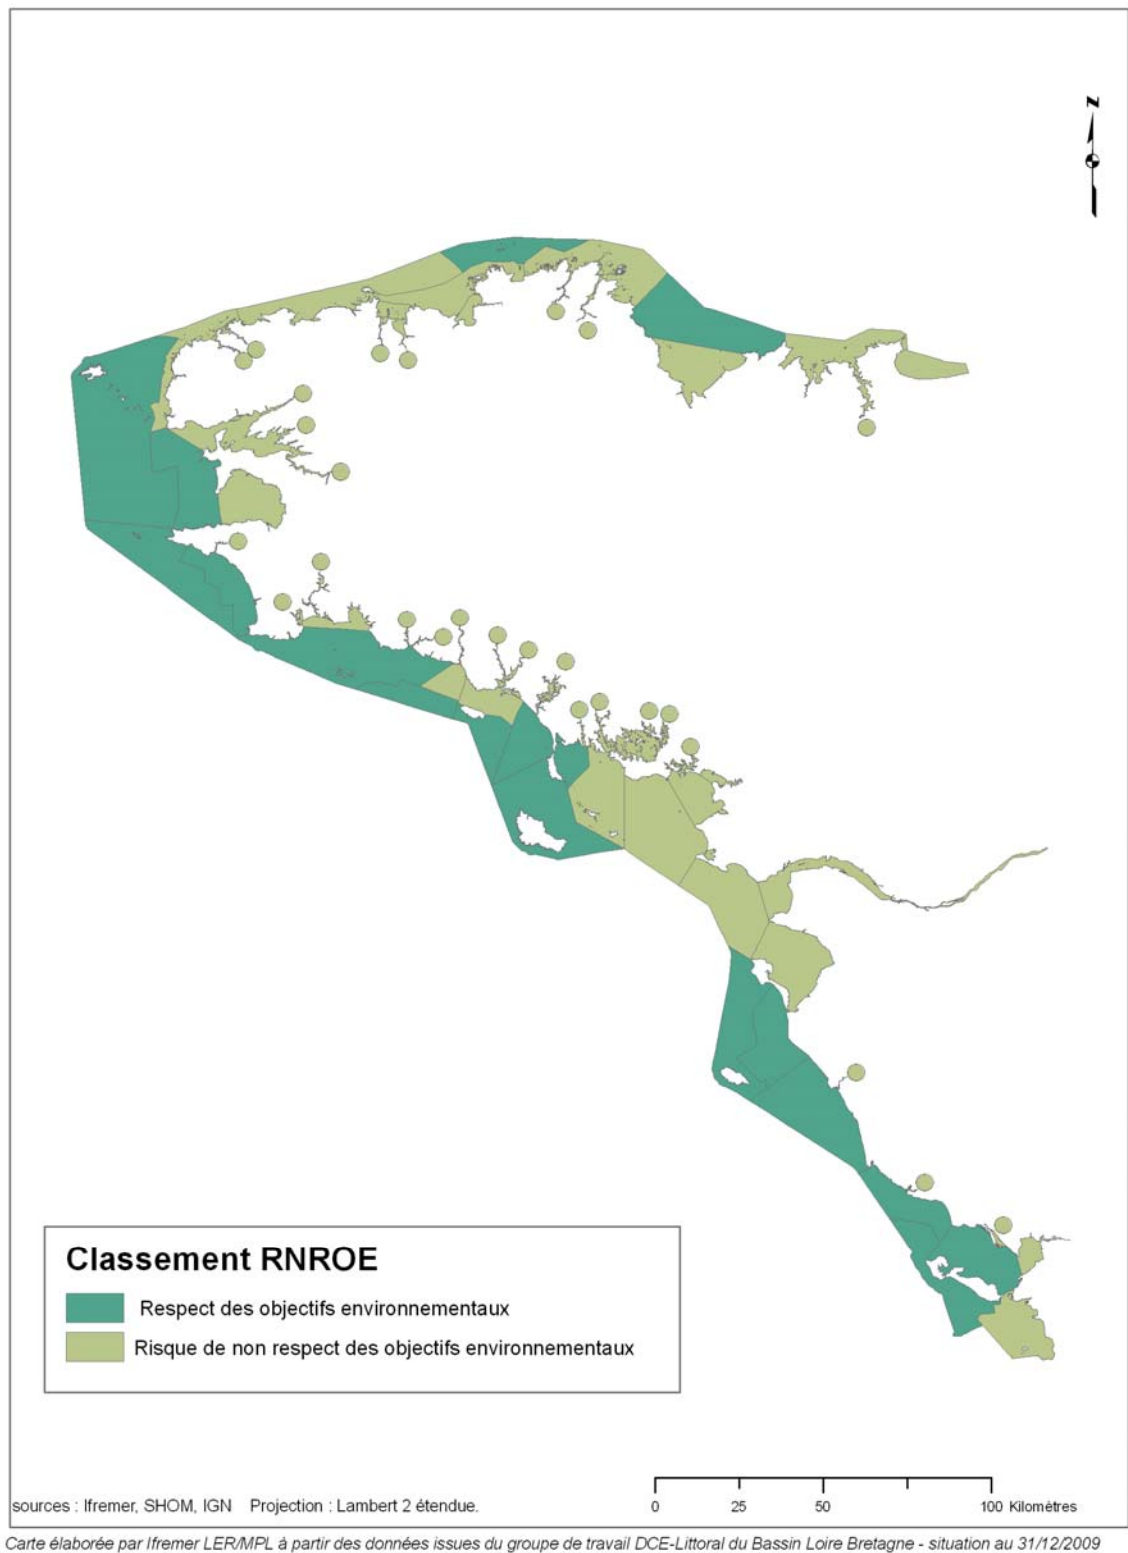 N
Classement RNROE
Respect des objectifs environnementaux
Risque de non respect des objectifs environnementaux
0 25 50 100 Kilomètres
sources : Ifremer, SHOM, IGN Projection : Lambert 2 étendue.
Carte élaborée par Ifremer LER/MPL à partir des données issues du groupe de travail DCE-Littoral du Bassin Loire Bretagne - situation au 31/12/2009